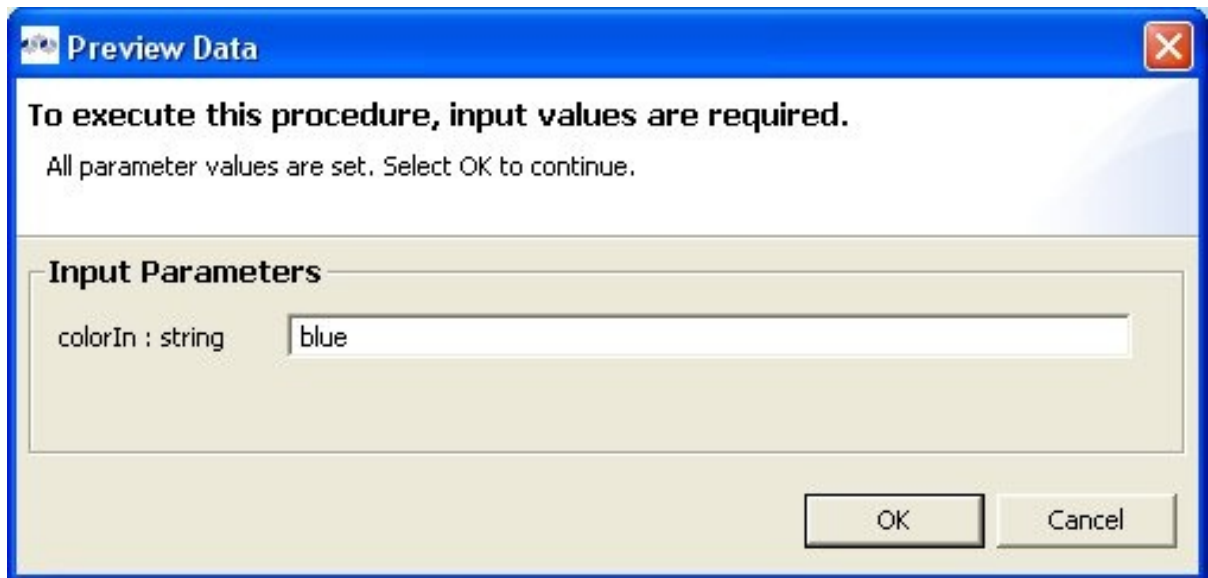 Preview Data
To execute this procedure, input values are required.
All parameter values are set. Select OK to continue.
Input Parameters
colorIn : string blue
OK Cancel